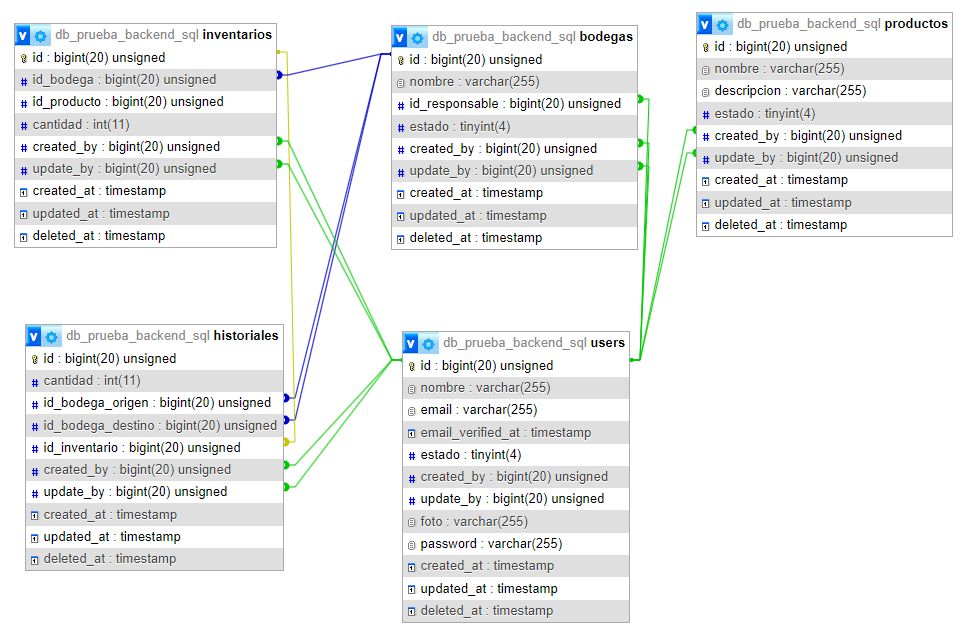 db_prueba_backend_sql inventarios
id : bigint(20) unsigned
id_bodega : bigint(20) unsigned
id_producto : bigint(20) unsigned
cantidad : int(11)
created_by : bigint(20) unsigned
update_by : bigint(20) unsigned
created_at : timestamp
updated_at : timestamp
deleted_at : timestamp
db_prueba_backend_sql bodegas
id : bigint(20) unsigned
nombre : varchar(255)
id_responsable : bigint(20) unsigned
estado : tinyint(4)
created_by : bigint(20) unsigned
update_by : bigint(20) unsigned
created_at : timestamp
updated_at : timestamp
deleted_at : timestamp
db_prueba_backend_sql productos
id : bigint(20) unsigned
nombre : varchar(255)
descripcion : varchar(255)
estado : tinyint(4)
created_by : bigint(20) unsigned
update_by : bigint(20) unsigned
created_at : timestamp
updated_at : timestamp
deleted_at : timestamp
db_prueba_backend_sql historiales
id : bigint(20) unsigned
cantidad : int(11)
id_bodega_origen : bigint(20) unsigned
id_bodega_destino : bigint(20) unsigned
id_inventario : bigint(20) unsigned
created_by : bigint(20) unsigned
update_by : bigint(20) unsigned
created_at : timestamp
updated_at : timestamp
deleted_at : timestamp
db_prueba_backend_sql users
id : bigint(20) unsigned
nombre : varchar(255)
email : varchar(255)
email_verified_at : timestamp
estado : tinyint(4)
created_by : bigint(20) unsigned
update_by : bigint(20) unsigned
foto : varchar(255)
password : varchar(255)
created_at : timestamp
updated_at : timestamp
deleted_at : timestamp